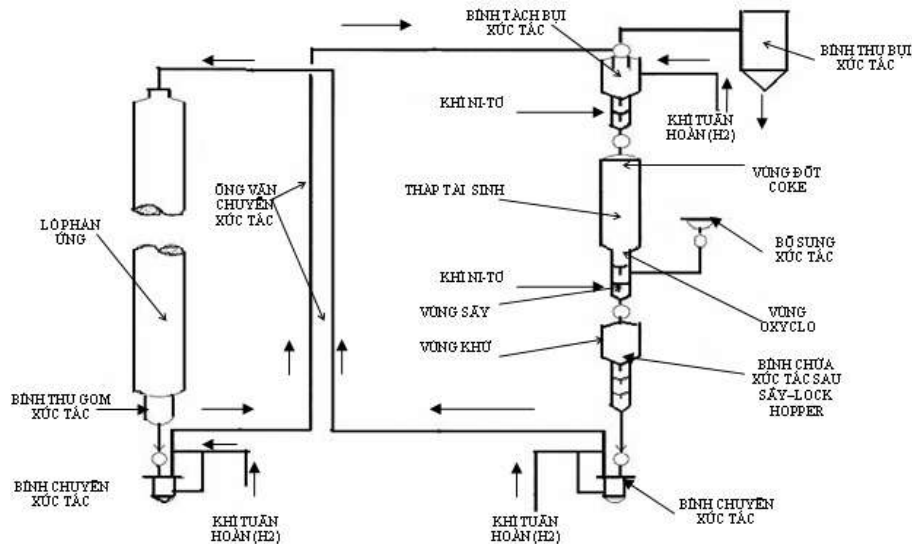 BÌNH TÁCH BỤI
XÚC TÁC
BÌNH THU BỤI
XÚC TÁC
KHÍ NI-TƠ
KHÍ TUẦN
HOÀN (H2)
VÙNG ĐỐT
COKE
THÁP TÁI SINH
ỐNG VẬN
CHUYỂN
XÚC TÁC
LÒ PHẢN
ỨNG
BỔ SUNG
XÚC TÁC
KHÍ NI-TƠ
VÙNG SẤY
VÙNG
OXYCLO
VÙNG KHỬ
BÌNH CHỨA
XÚC TÁC SAU
SẤY-LOCK
HOPPER
BÌNH THU GOM
XÚC TÁC
BÌNH CHUYỂN
XÚC TÁC
BÌNH CHUYỂN
XÚC TÁC
KHÍ TUẦN
HOÀN (H2)
KHÍ TUẦN
HOÀN (H2)